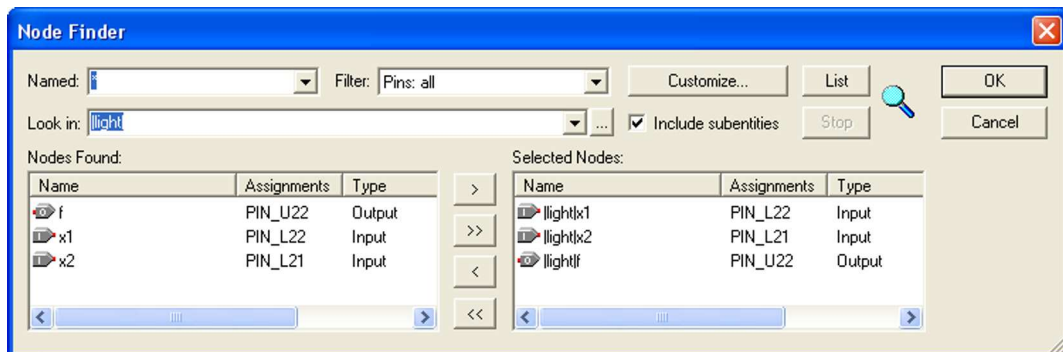 Node Finder
Named: * Filter: Pins: all Customize... List OK
Look in: |light| ... Include subentities Stop Cancel
Nodes Found: Selected Nodes:
Name Assignments Type > Name Assignments Type
f PIN_U22 Output |light|x1 PIN_L22 Input
x1 PIN_L22 Input >> |light|x2 PIN_L21 Input
x2 PIN_L21 Input < |light|f PIN_U22 Output
<<